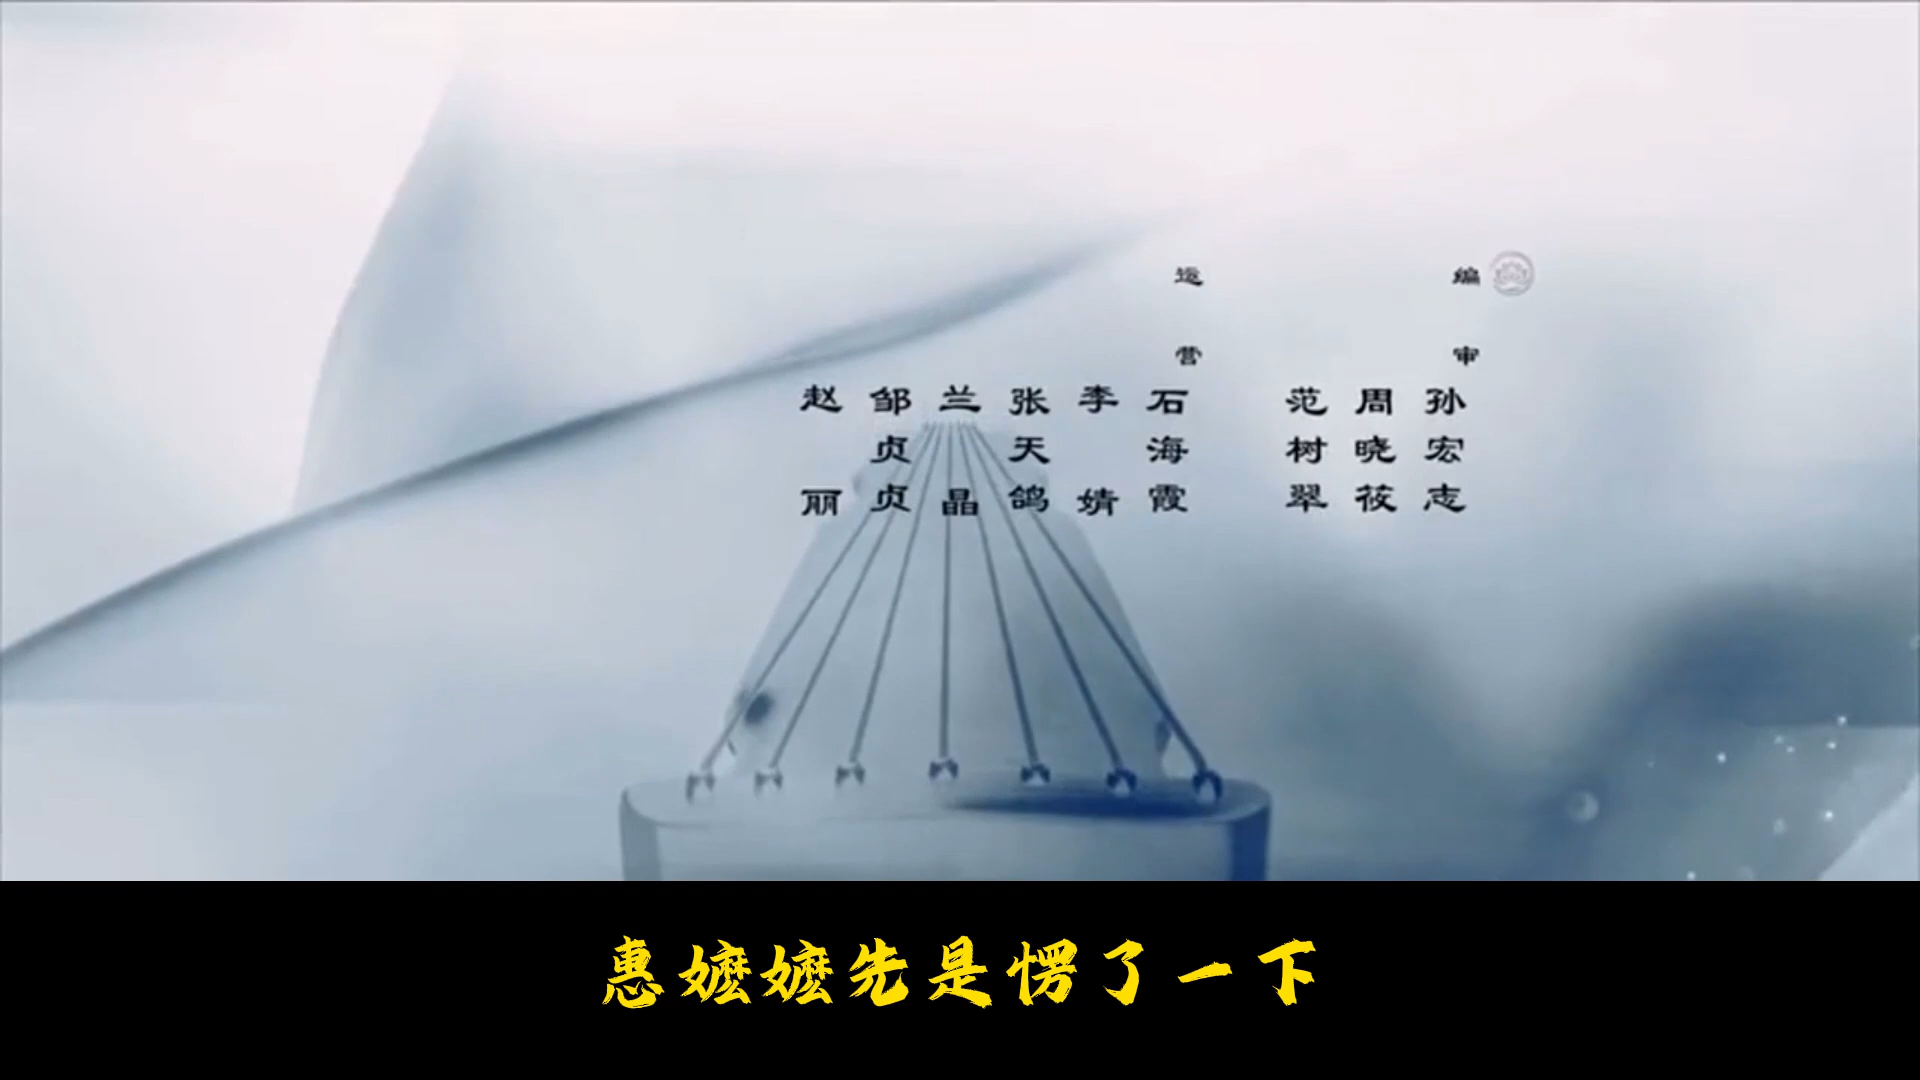 编审
孙宏志
周晓筱
范树翠
运营
石海霞
李婧
张天鸽
兰晶
邹贞贞
赵丽
惠嬷嬷先是愣了一下